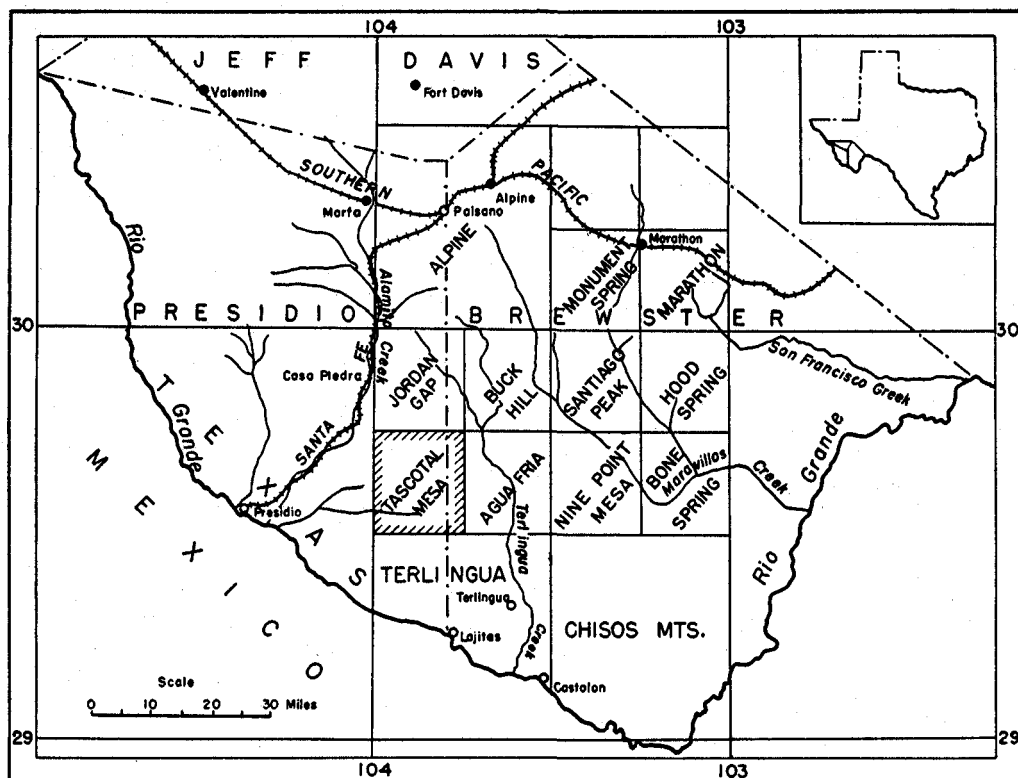 104
103
JEFF DAVIS
Valentine
Fort Davis
SOUTHERN
PACIFIC
Marfa
Paisano
Alpine
Rio
ALPINE
MONUMENT
SPRING
Marathon
MARATHON
Alamito
Creek
30
PRESIDIO
BREWSTER
30
FE
Casa Piedra
JORDAN
GAP
BUCK
HILL
SANTIAGO
PEAK
HOOD
SPRING
San Francisco Creek
TEXAS
Grande
SANTA
MEXICO
TASCOTAL
MESA
AGUA FRIA
NINE POINT
MESA
BONE
SPRING
Maravillos
Creek
Grande
Presidio
Terlingua
Creek
Rio
TERLINGUA
Terlingua
Lajites
CHISOS MTS.
Castolon
Scale
0 10 20 30 Miles
29
29
104
103